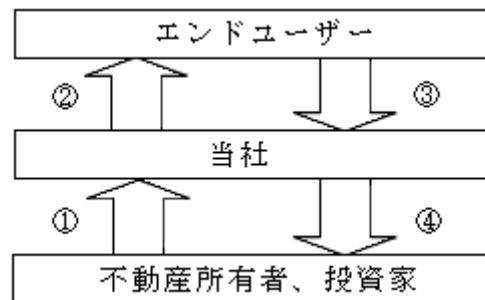 エンドユーザー
② ③
当社
① ④
不動産所有者、投資家